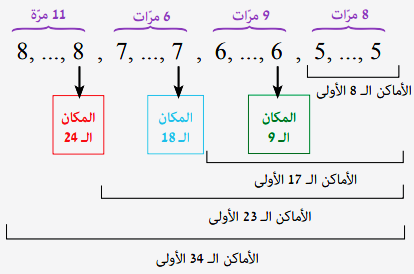 8 مرّات 9 مرّات 6 مرّات 11 مرّة
8, ..., 8 , 7, ..., 7 , 6, ..., 6 , 5, ..., 5
الأماكن الـ 8 الأولى
المكان الـ 9
المكان الـ 18
المكان الـ 24
الأماكن الـ 17 الأولى
الأماكن الـ 23 الأولى
الأماكن الـ 34 الأولى